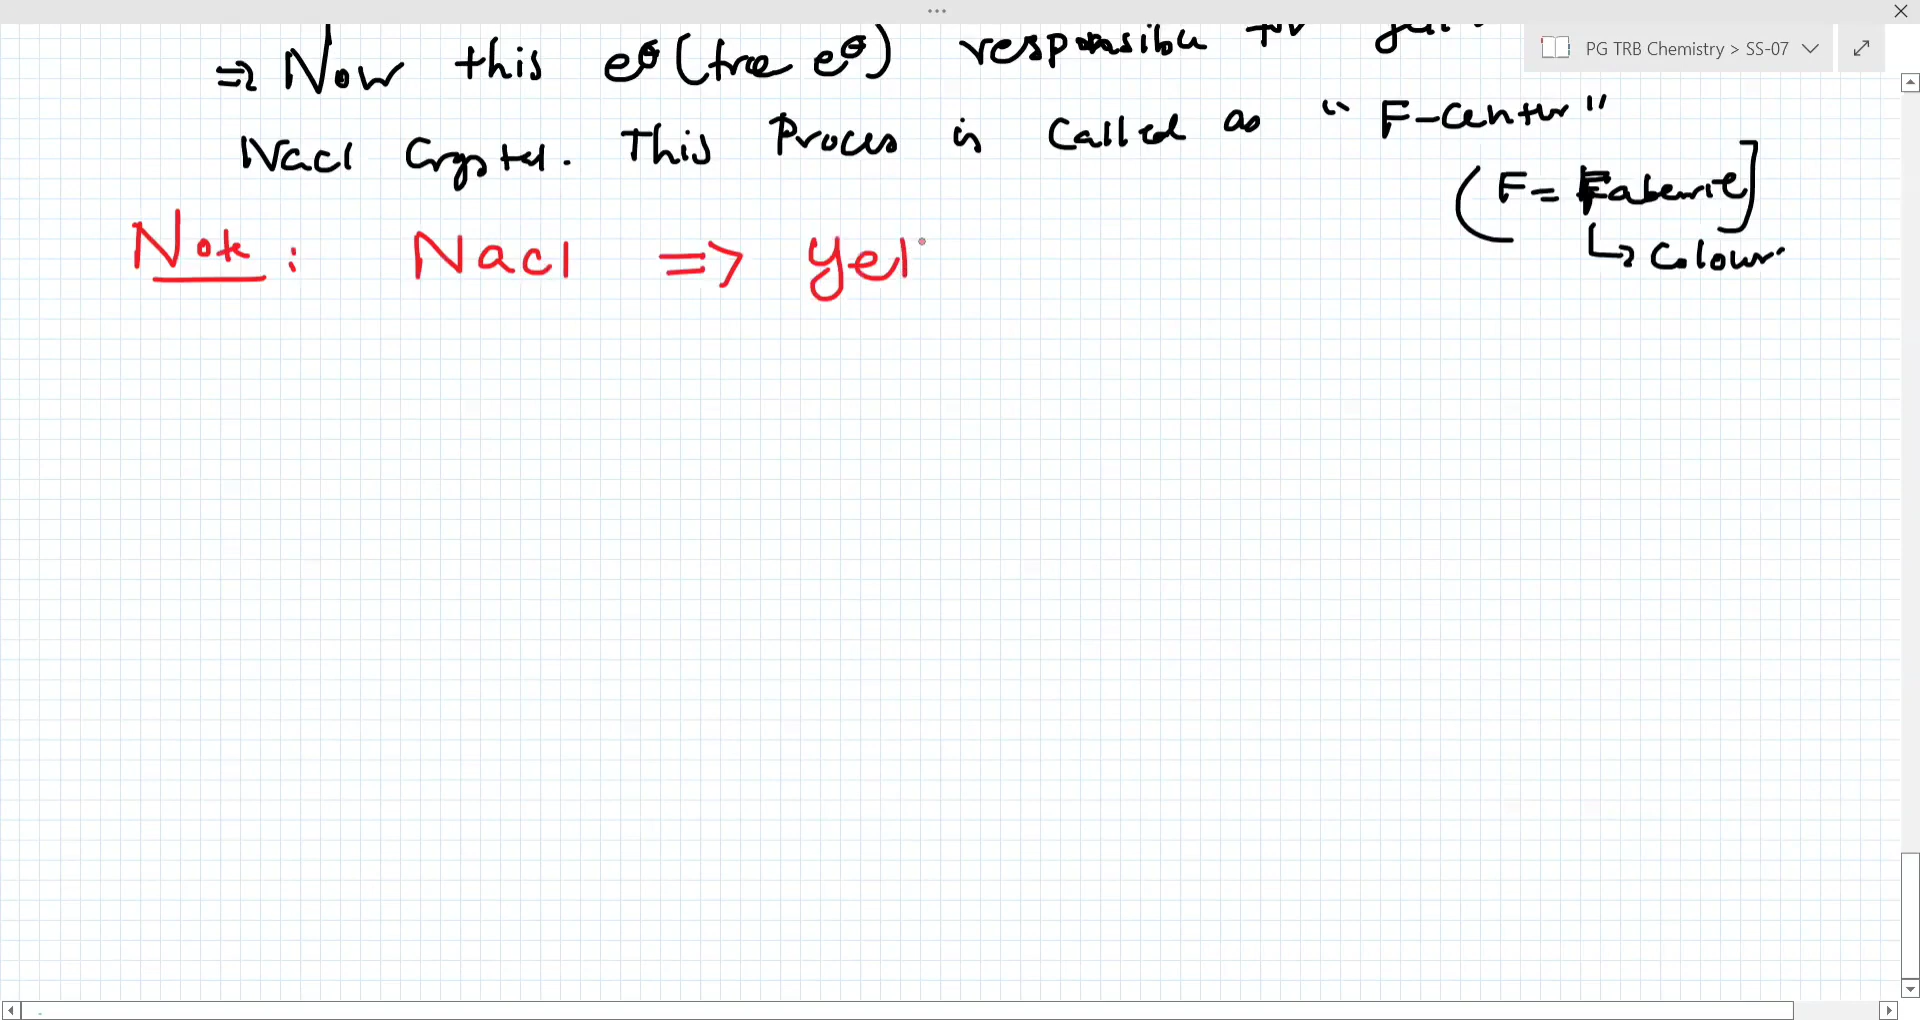 PG TRB Chemistry > SS-07
⇒ Now this e⊖ (free e⊖) responsible for
NaCl Crystal. This Process is Called as "F-Center"
(F = Faberie]
↳ Colour.
Note : NaCl ⇒ Yel